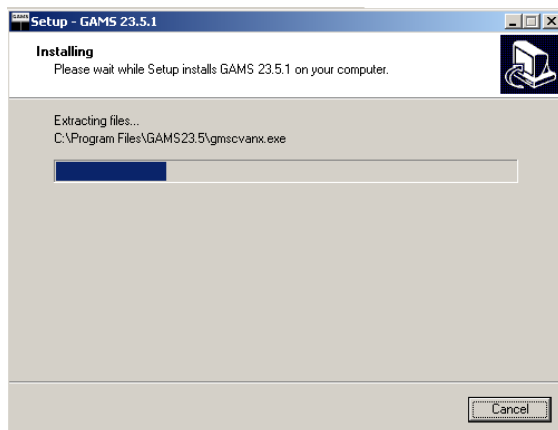 GAMS
Setup - GAMS 23.5.1
Installing
Please wait while Setup installs GAMS 23.5.1 on your computer.
Extracting files...
C:\Program Files\GAMS23.5\gmscvanx.exe
Cancel